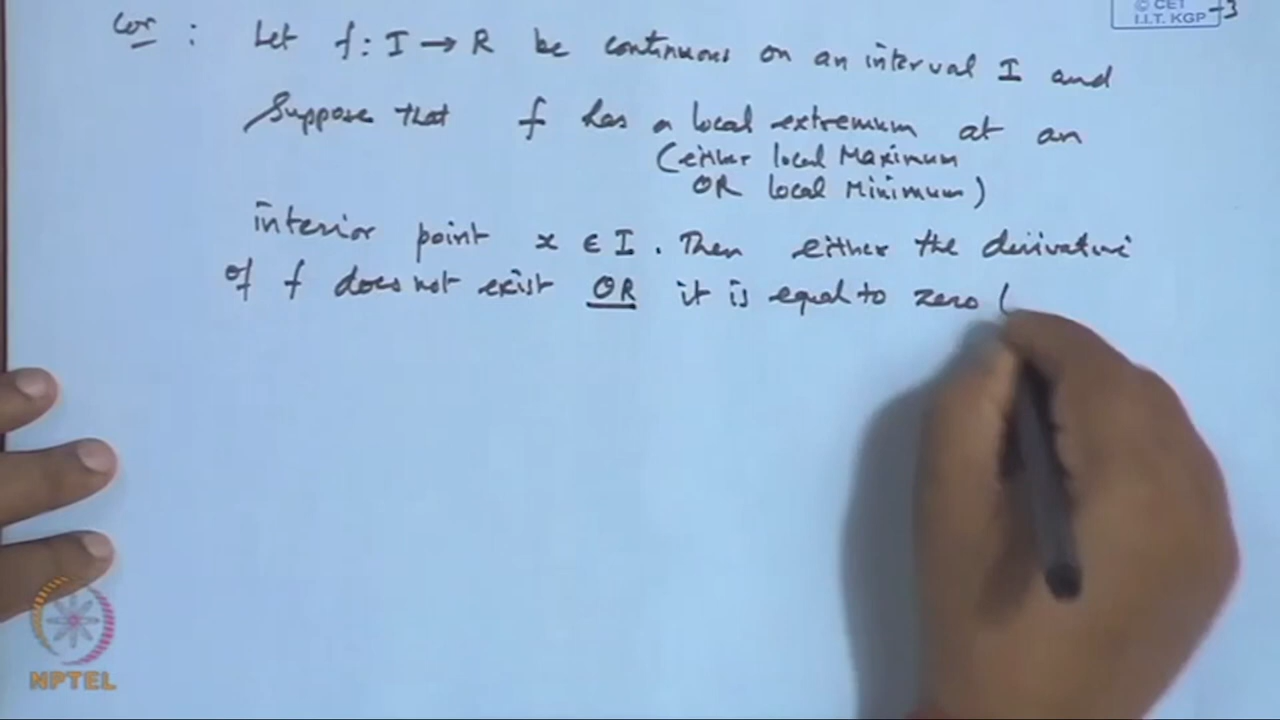 © CET
I.I.T. KGP
Cor : Let f : I → R be continuous on an interval I and
Suppose that f has a local extremum at an
(either local Maximum
OR local Minimum)
interior point x ∈ I. Then either the derivative
of f does not exist OR it is equal to zero (
NPTEL